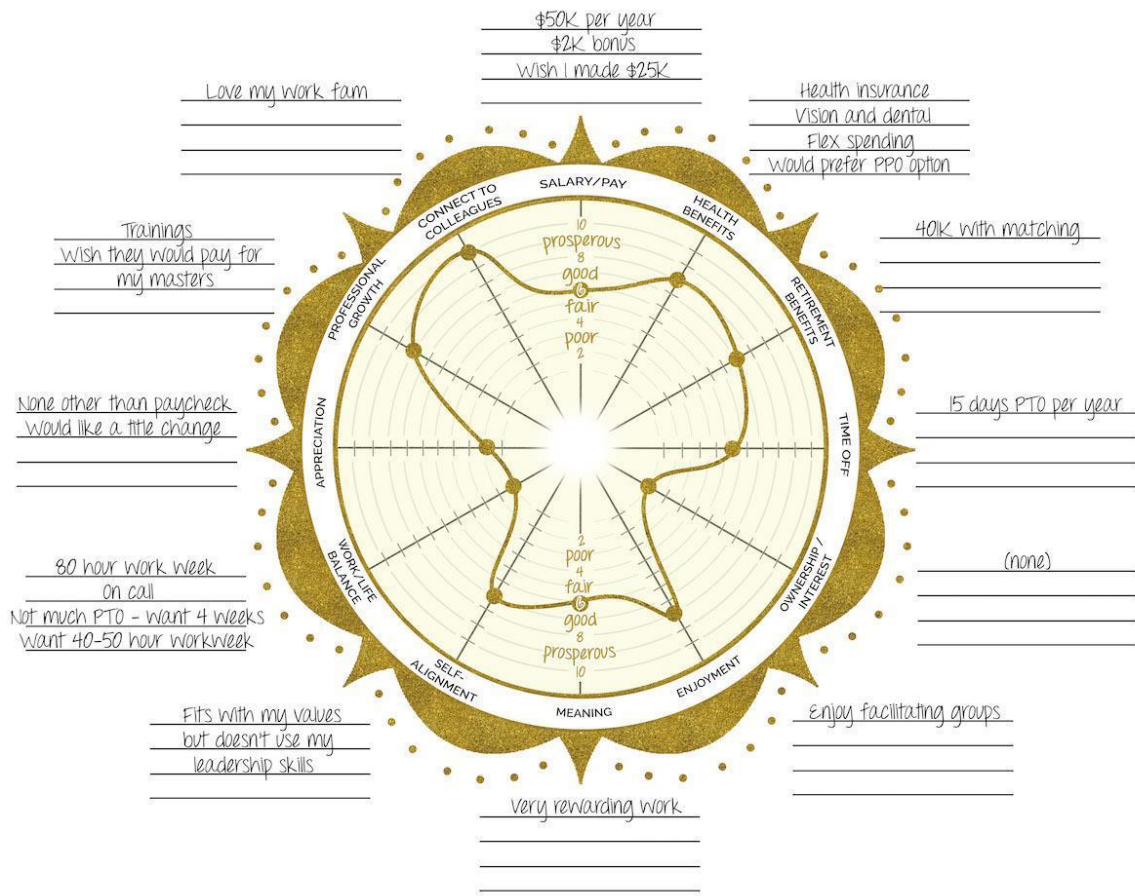 $50K per year
$2K bonus
Wish I made $25K
Love my work fam
Health insurance
Vision and dental
Flex spending
Would prefer PPO option
Trainings
Wish they would pay for
my masters
401K with matching
None other than paycheck
Would like a title change
15 days PTO per year
80 hour work week
On call
Not much PTO - Want 4 weeks
Want 40-50 hour workweek
(none)
Fits with my values
but doesn't use my
leadership skills
Enjoy facilitating groups
Very rewarding work
SALARY/PAY
HEALTH
BENEFITS
RETIREMENT
BENEFITS
TIME OFF
OWNERSHIP /
INTEREST
ENJOYMENT
MEANING
SELF-
ALIGNMENT
WORK/LIFE
BALANCE
APPRECIATION
PROFESSIONAL
GROWTH
CONNECT TO
COLLEAGUES
10
prosperous
8
good
6
fair
4
poor
2
2
poor
4
fair
6
good
8
prosperous
10